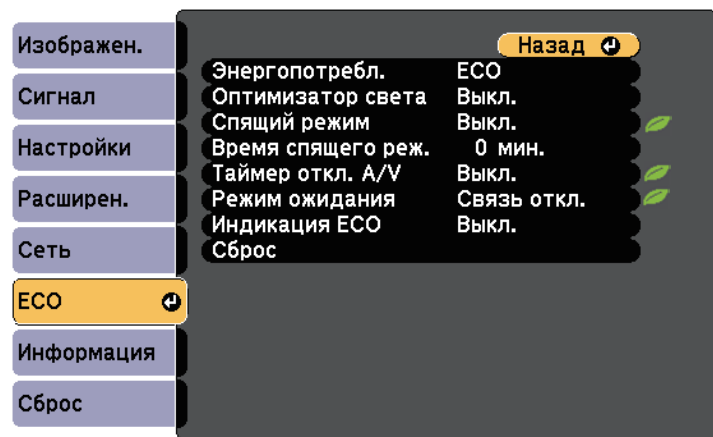 Изображен.
Сигнал
Настройки
Расширен.
Сеть
ECO
Информация
Сброс
Назад
Энергопотребл. ECO
Оптимизатор света Выкл.
Спящий режим Выкл.
Время спящего реж. 0 мин.
Таймер откл. A/V Выкл.
Режим ожидания Связь откл.
Индикация ECO Выкл.
Сброс